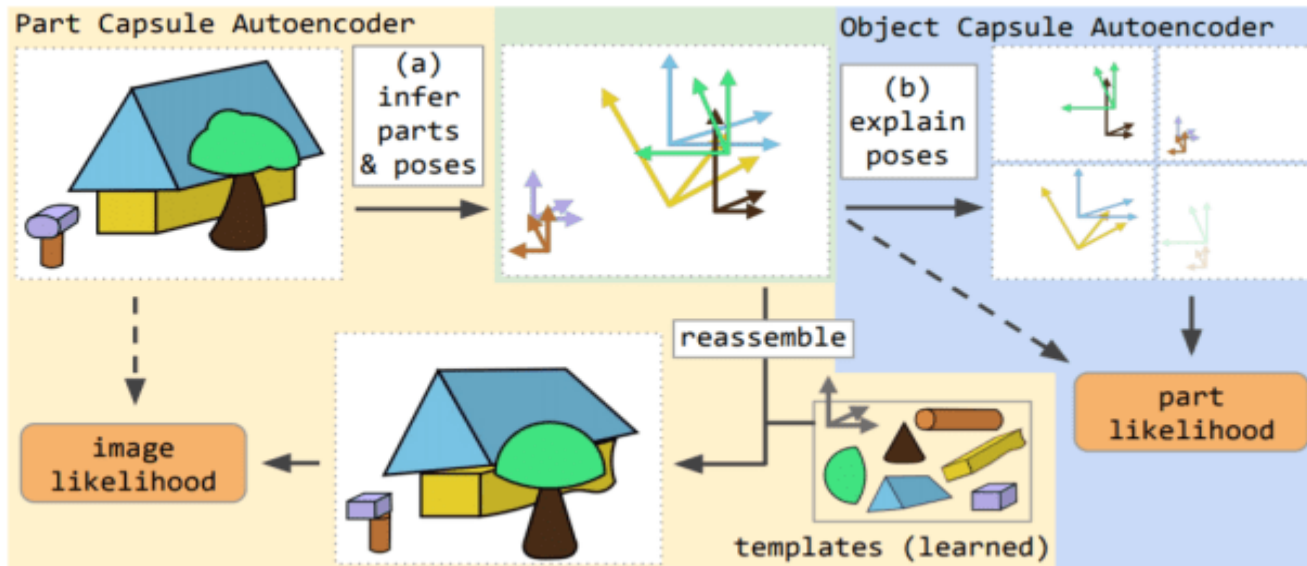 Part Capsule Autoencoder
Object Capsule Autoencoder
(a)
infer
parts
& poses
(b)
explain
poses
reassemble
image
likelihood
part
likelihood
templates (learned)